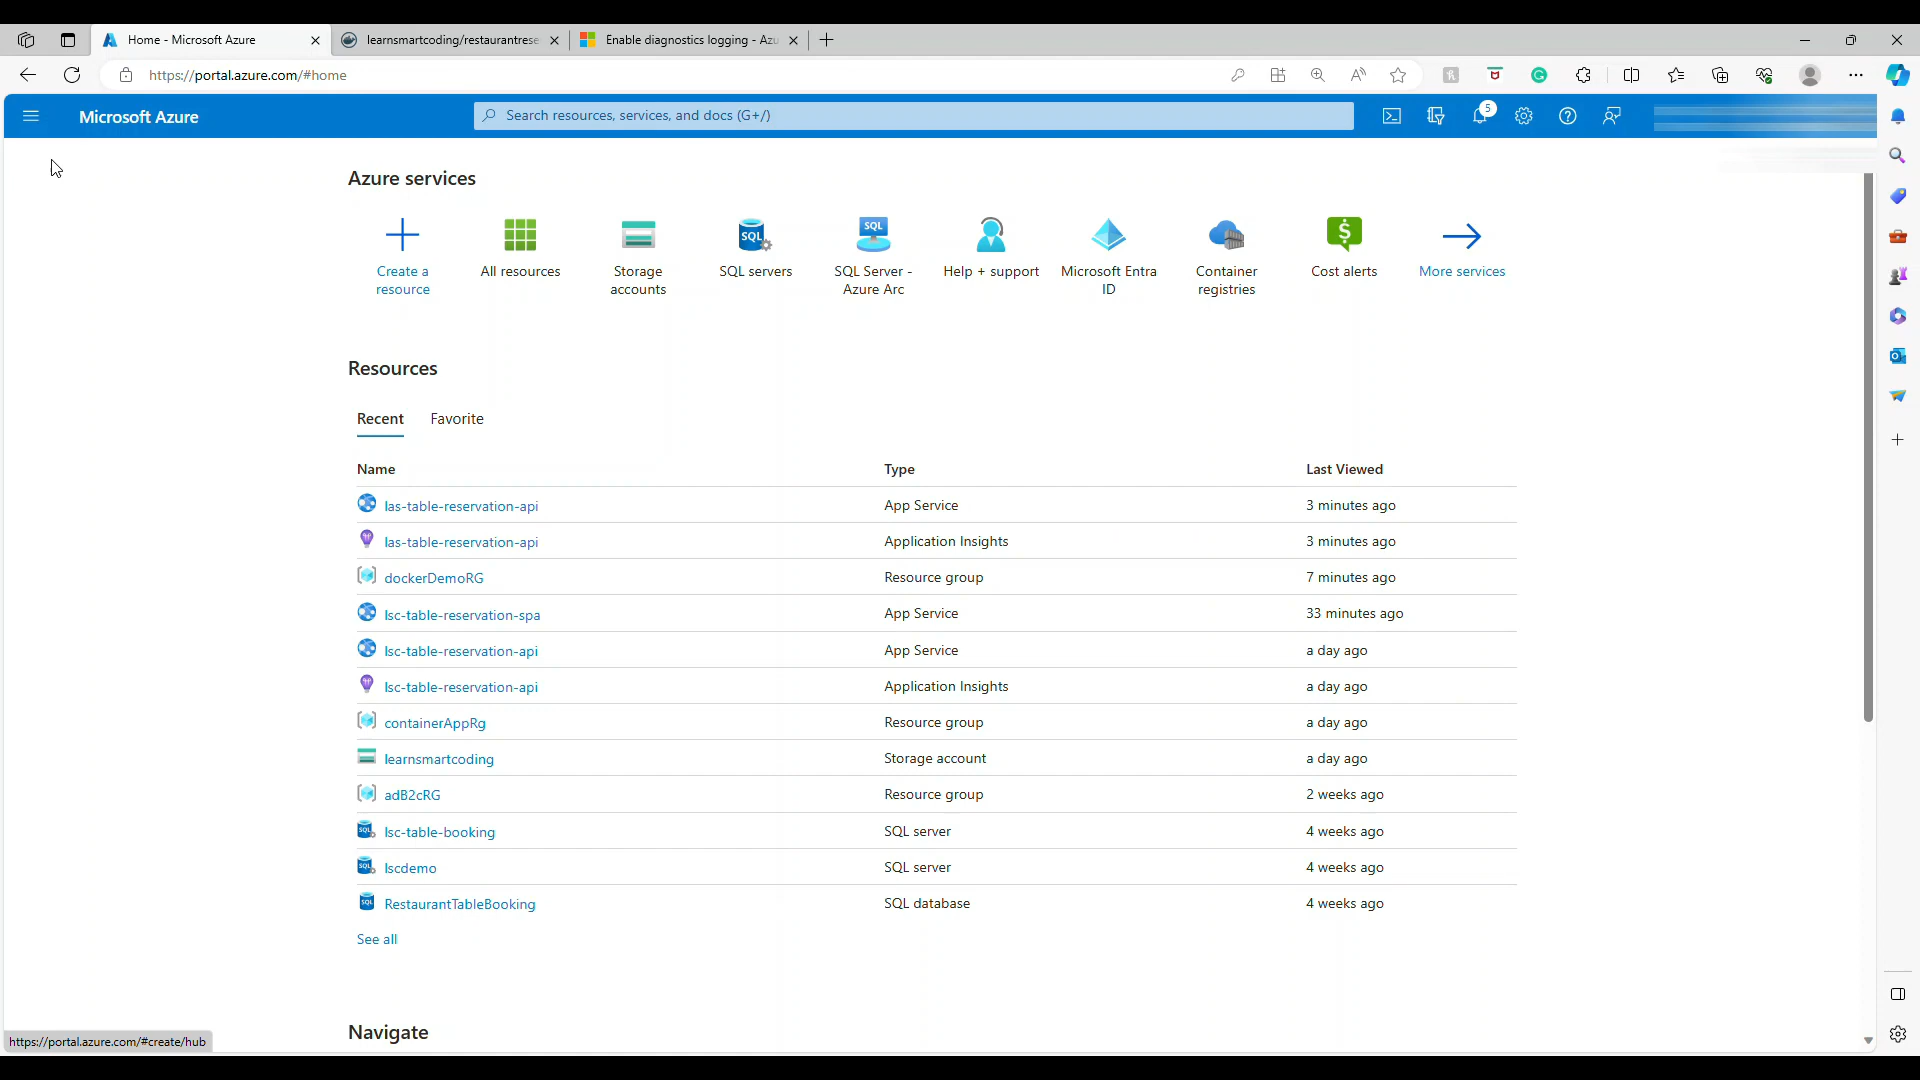 Home - Microsoft Azure
learnsmartcoding/restaurantrese
Enable diagnostics logging - Azu
https://portal.azure.com/#home
Microsoft Azure
Search resources, services, and docs (G+/)
5
Azure services
Create a resource
All resources
Storage accounts
SQL servers
SQL Server - Azure Arc
Help + support
Microsoft Entra ID
Container registries
Cost alerts
More services
Resources
Recent Favorite
Name Type Last Viewed
las-table-reservation-api App Service 3 minutes ago
las-table-reservation-api Application Insights 3 minutes ago
dockerDemoRG Resource group 7 minutes ago
lsc-table-reservation-spa App Service 33 minutes ago
lsc-table-reservation-api App Service a day ago
lsc-table-reservation-api Application Insights a day ago
containerAppRg Resource group a day ago
learnsmartcoding Storage account a day ago
adB2cRG Resource group 2 weeks ago
lsc-table-booking SQL server 4 weeks ago
lscdemo SQL server 4 weeks ago
RestaurantTableBooking SQL database 4 weeks ago
See all
Navigate
https://portal.azure.com/#create/hub